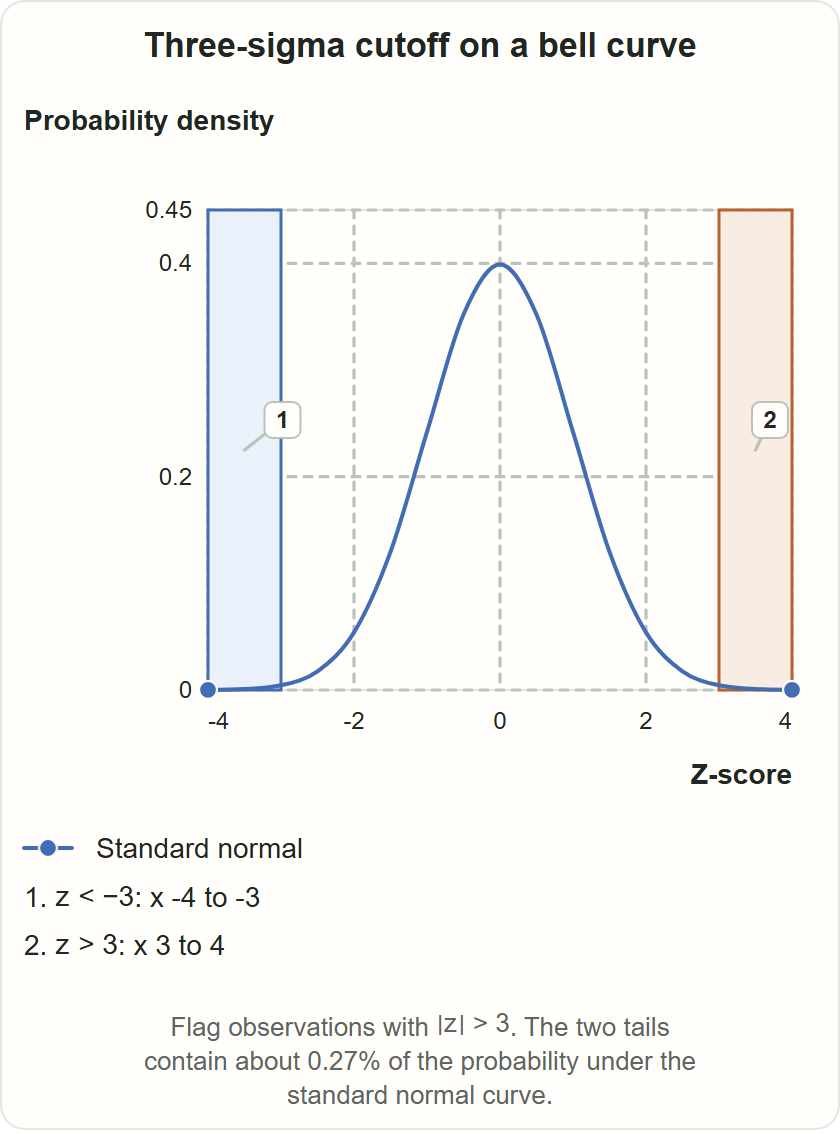 Three-sigma cutoff on a bell curve
Probability density
0.45
0.4
0.2
0
1
2
-4
-2
0
2
4
Z-score
Standard normal
1. z < −3: x -4 to -3
2. z > 3: x 3 to 4
Flag observations with |z| > 3. The two tails
contain about 0.27% of the probability under the
standard normal curve.